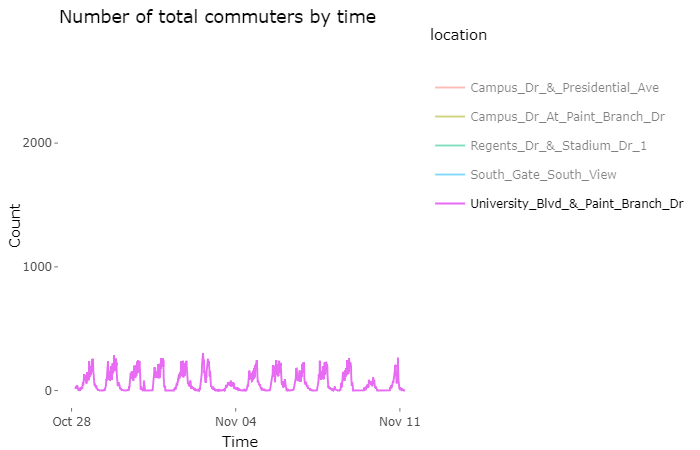 Number of total commuters by time
location
Campus_Dr_&_Presidential_Ave
Campus_Dr_At_Paint_Branch_Dr
Regents_Dr_&_Stadium_Dr_1
South_Gate_South_View
University_Blvd_&_Paint_Branch_Dr
Count
2000
1000
0
Oct 28
Nov 04
Nov 11
Time